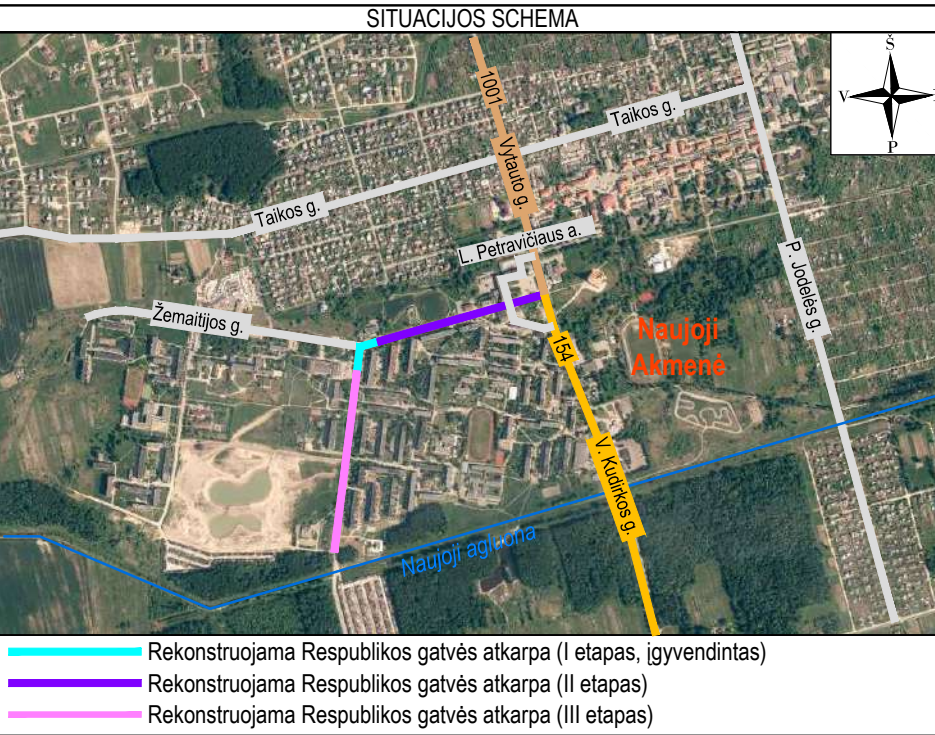 SITUACIJOS SCHEMA
Š
V
P
1001
Vytauto g.
Taikos g.
Taikos g.
L. Petravičiaus a.
P. Jodelės g.
Žemaitijos g.
154
Naujoji
Akmenė
V. Kudirkos g.
Naujoji agluona
Rekonstruojama Respublikos gatvės atkarpa (I etapas, įgyvendintas)
Rekonstruojama Respublikos gatvės atkarpa (II etapas)
Rekonstruojama Respublikos gatvės atkarpa (III etapas)